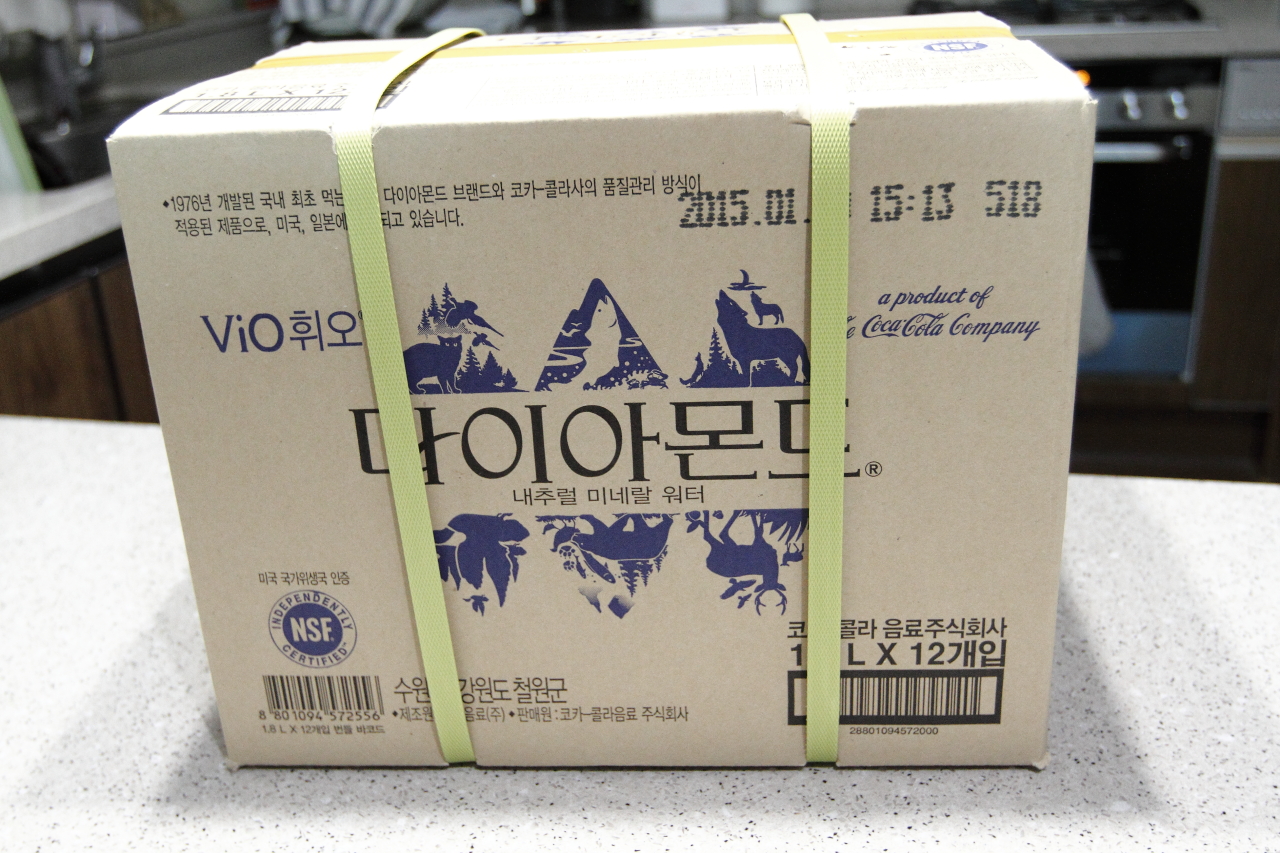 1.8 L X 12
NSF
◆1976년 개발된 국내 최초 먹는 다이아몬드 브랜드와 코카-콜라사의 품질관리 방식이
적용된 제품으로, 미국, 일본에 되고 있습니다.
2015.01. 15:13 518
ViO 휘오
a product of
Coca-Cola Company
다이아몬드®
내추럴 미네랄 워터
미국 국가위생국 인증
INDEPENDENTLY
NSF
CERTIFIED™
코 콜라 음료주식회사
1 L X 12개입
수원 강원도 철원군
◆제조원 음료(주) ◆판매원 : 코카-콜라음료 주식회사
8 801094 572556
1.8 L X 12개입 번들 바코드
28801094572000